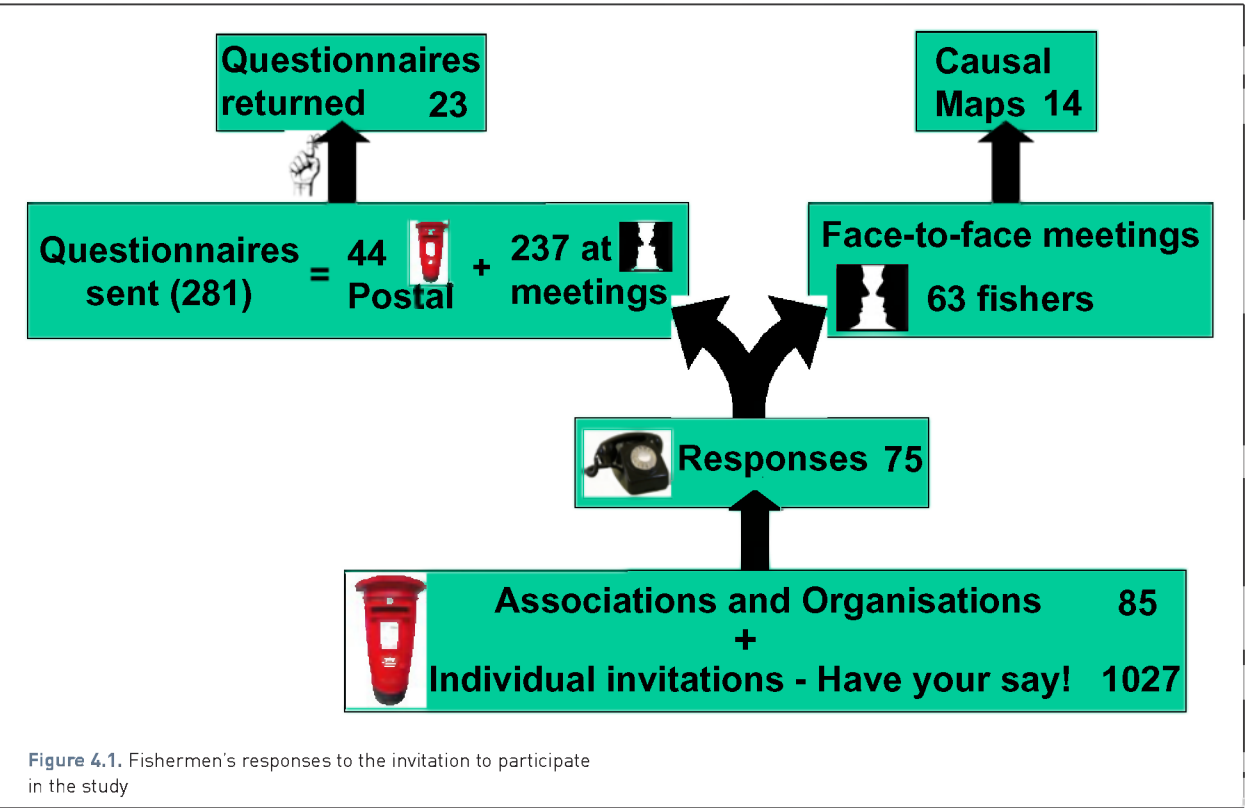 Questionnaires
returned 23
Causal
Maps 14
Questionnaires
sent (281)
=
44
Postal
+
237 at
meetings
Face-to-face meetings
63 fishers
Responses 75
Associations and Organisations 85
+
Individual invitations - Have your say! 1027
Figure 4.1. Fishermen's responses to the invitation to participate
in the study